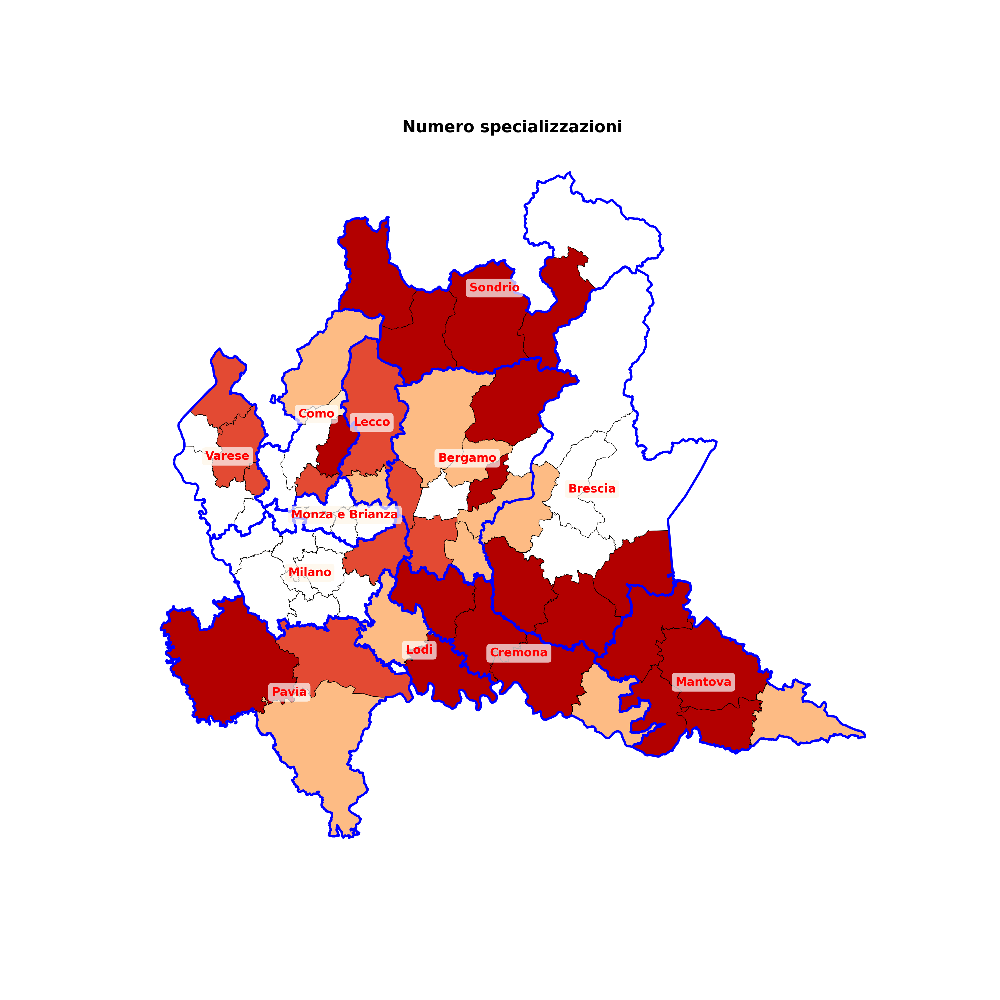 Numero specializzazioni
Sondrio
Como
Lecco
Varese
Bergamo
Brescia
Monza e Brianza
Milano
Lodi
Cremona
Mantova
Pavia